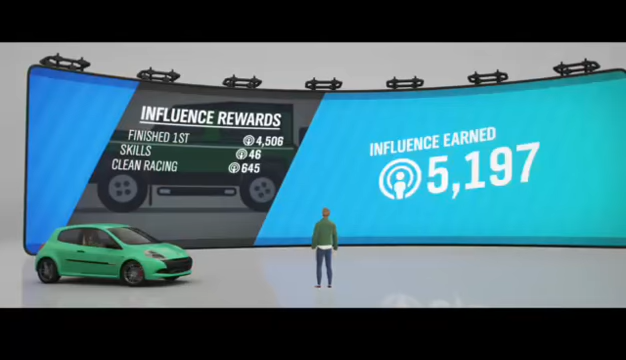 INFLUENCE REWARDS
FINISHED 1ST 4,506
SKILLS 46
CLEAN RACING 645
INFLUENCE EARNED
5,197